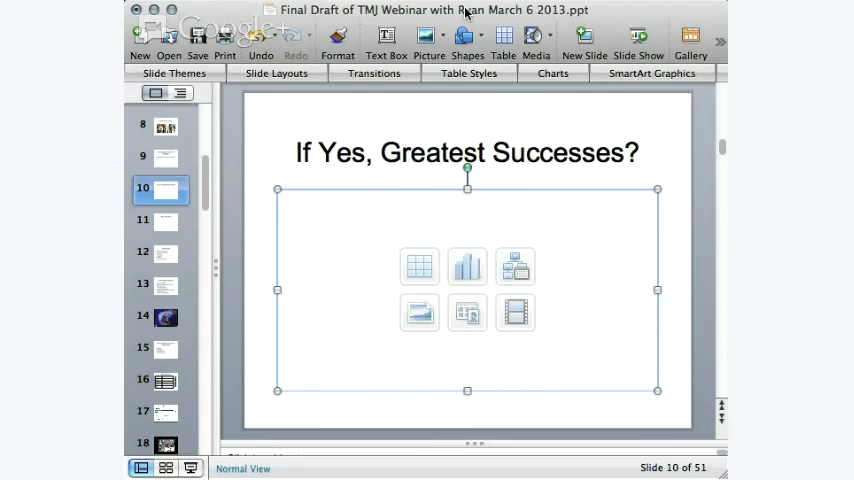 Final Draft of TMJ Webinar with Ryan March 6 2013.ppt
Google+
New Open Save Print Undo Redo Format Text Box Picture Shapes Table Media New Slide Slide Show Gallery
Slide Themes Slide Layouts Transitions Table Styles Charts SmartArt Graphics
8
9
10
11
12
13
14
15
16
17
18
If Yes, Greatest Successes?
Normal View
Slide 10 of 51